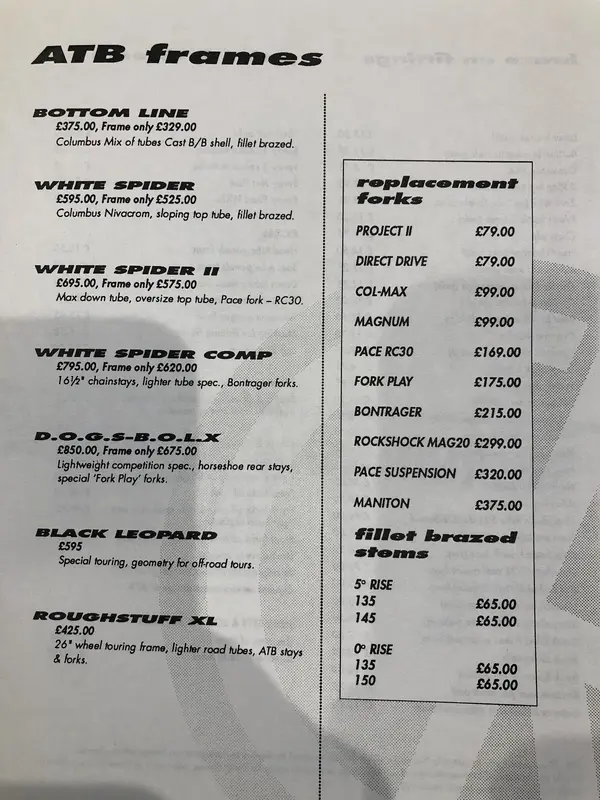 ATB frames
BOTTOM LINE
£375.00, Frame only £329.00
Columbus Mix of tubes Cast B/B shell, fillet brazed.
WHITE SPIDER
£595.00, Frame only £525.00
Columbus Nivacrom, sloping top tube, fillet brazed.
WHITE SPIDER II
£695.00, Frame only £575.00
Max down tube, oversize top tube, Pace fork – RC30.
WHITE SPIDER COMP
£795.00, Frame only £620.00
16½" chainstays, lighter tube spec., Bontrager forks.
D.O.G.S-B.O.L.X
£850.00, Frame only £675.00
Lightweight competition spec., horseshoe rear stays,
special 'Fork Play' forks.
BLACK LEOPARD
£595
Special touring, geometry for off-road tours.
ROUGHSTUFF XL
£425.00
26" wheel touring frame, lighter road tubes, ATB stays
& forks.
replacement
forks
PROJECT II £79.00
DIRECT DRIVE £79.00
COL-MAX £99.00
MAGNUM £99.00
PACE RC30 £169.00
FORK PLAY £175.00
BONTRAGER £215.00
ROCKSHOCK MAG20 £299.00
PACE SUSPENSION £320.00
MANITON £375.00
fillet brazed
stems
5° RISE
135 £65.00
145 £65.00
0° RISE
135 £65.00
150 £65.00